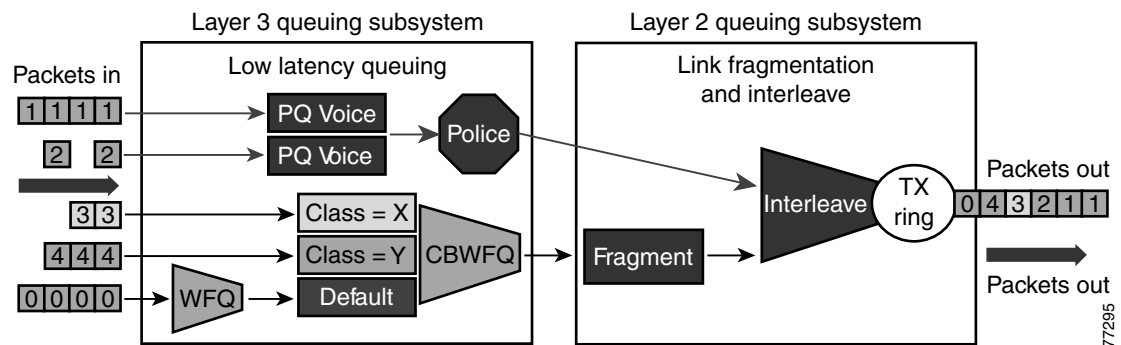 Layer 3 queuing subsystem
Layer 2 queuing subsystem
Low latency queuing
Link fragmentation
and interleave
Packets in
1 1 1 1
PQ Voice
Police
2 2
PQ Voice
3 3
Class = X
4 4 4
Class = Y
CBWFQ
0 0 0 0
WFQ
Default
Fragment
Interleave
TX
ring
Packets out
0 4 3 2 1 1
Packets out
77295